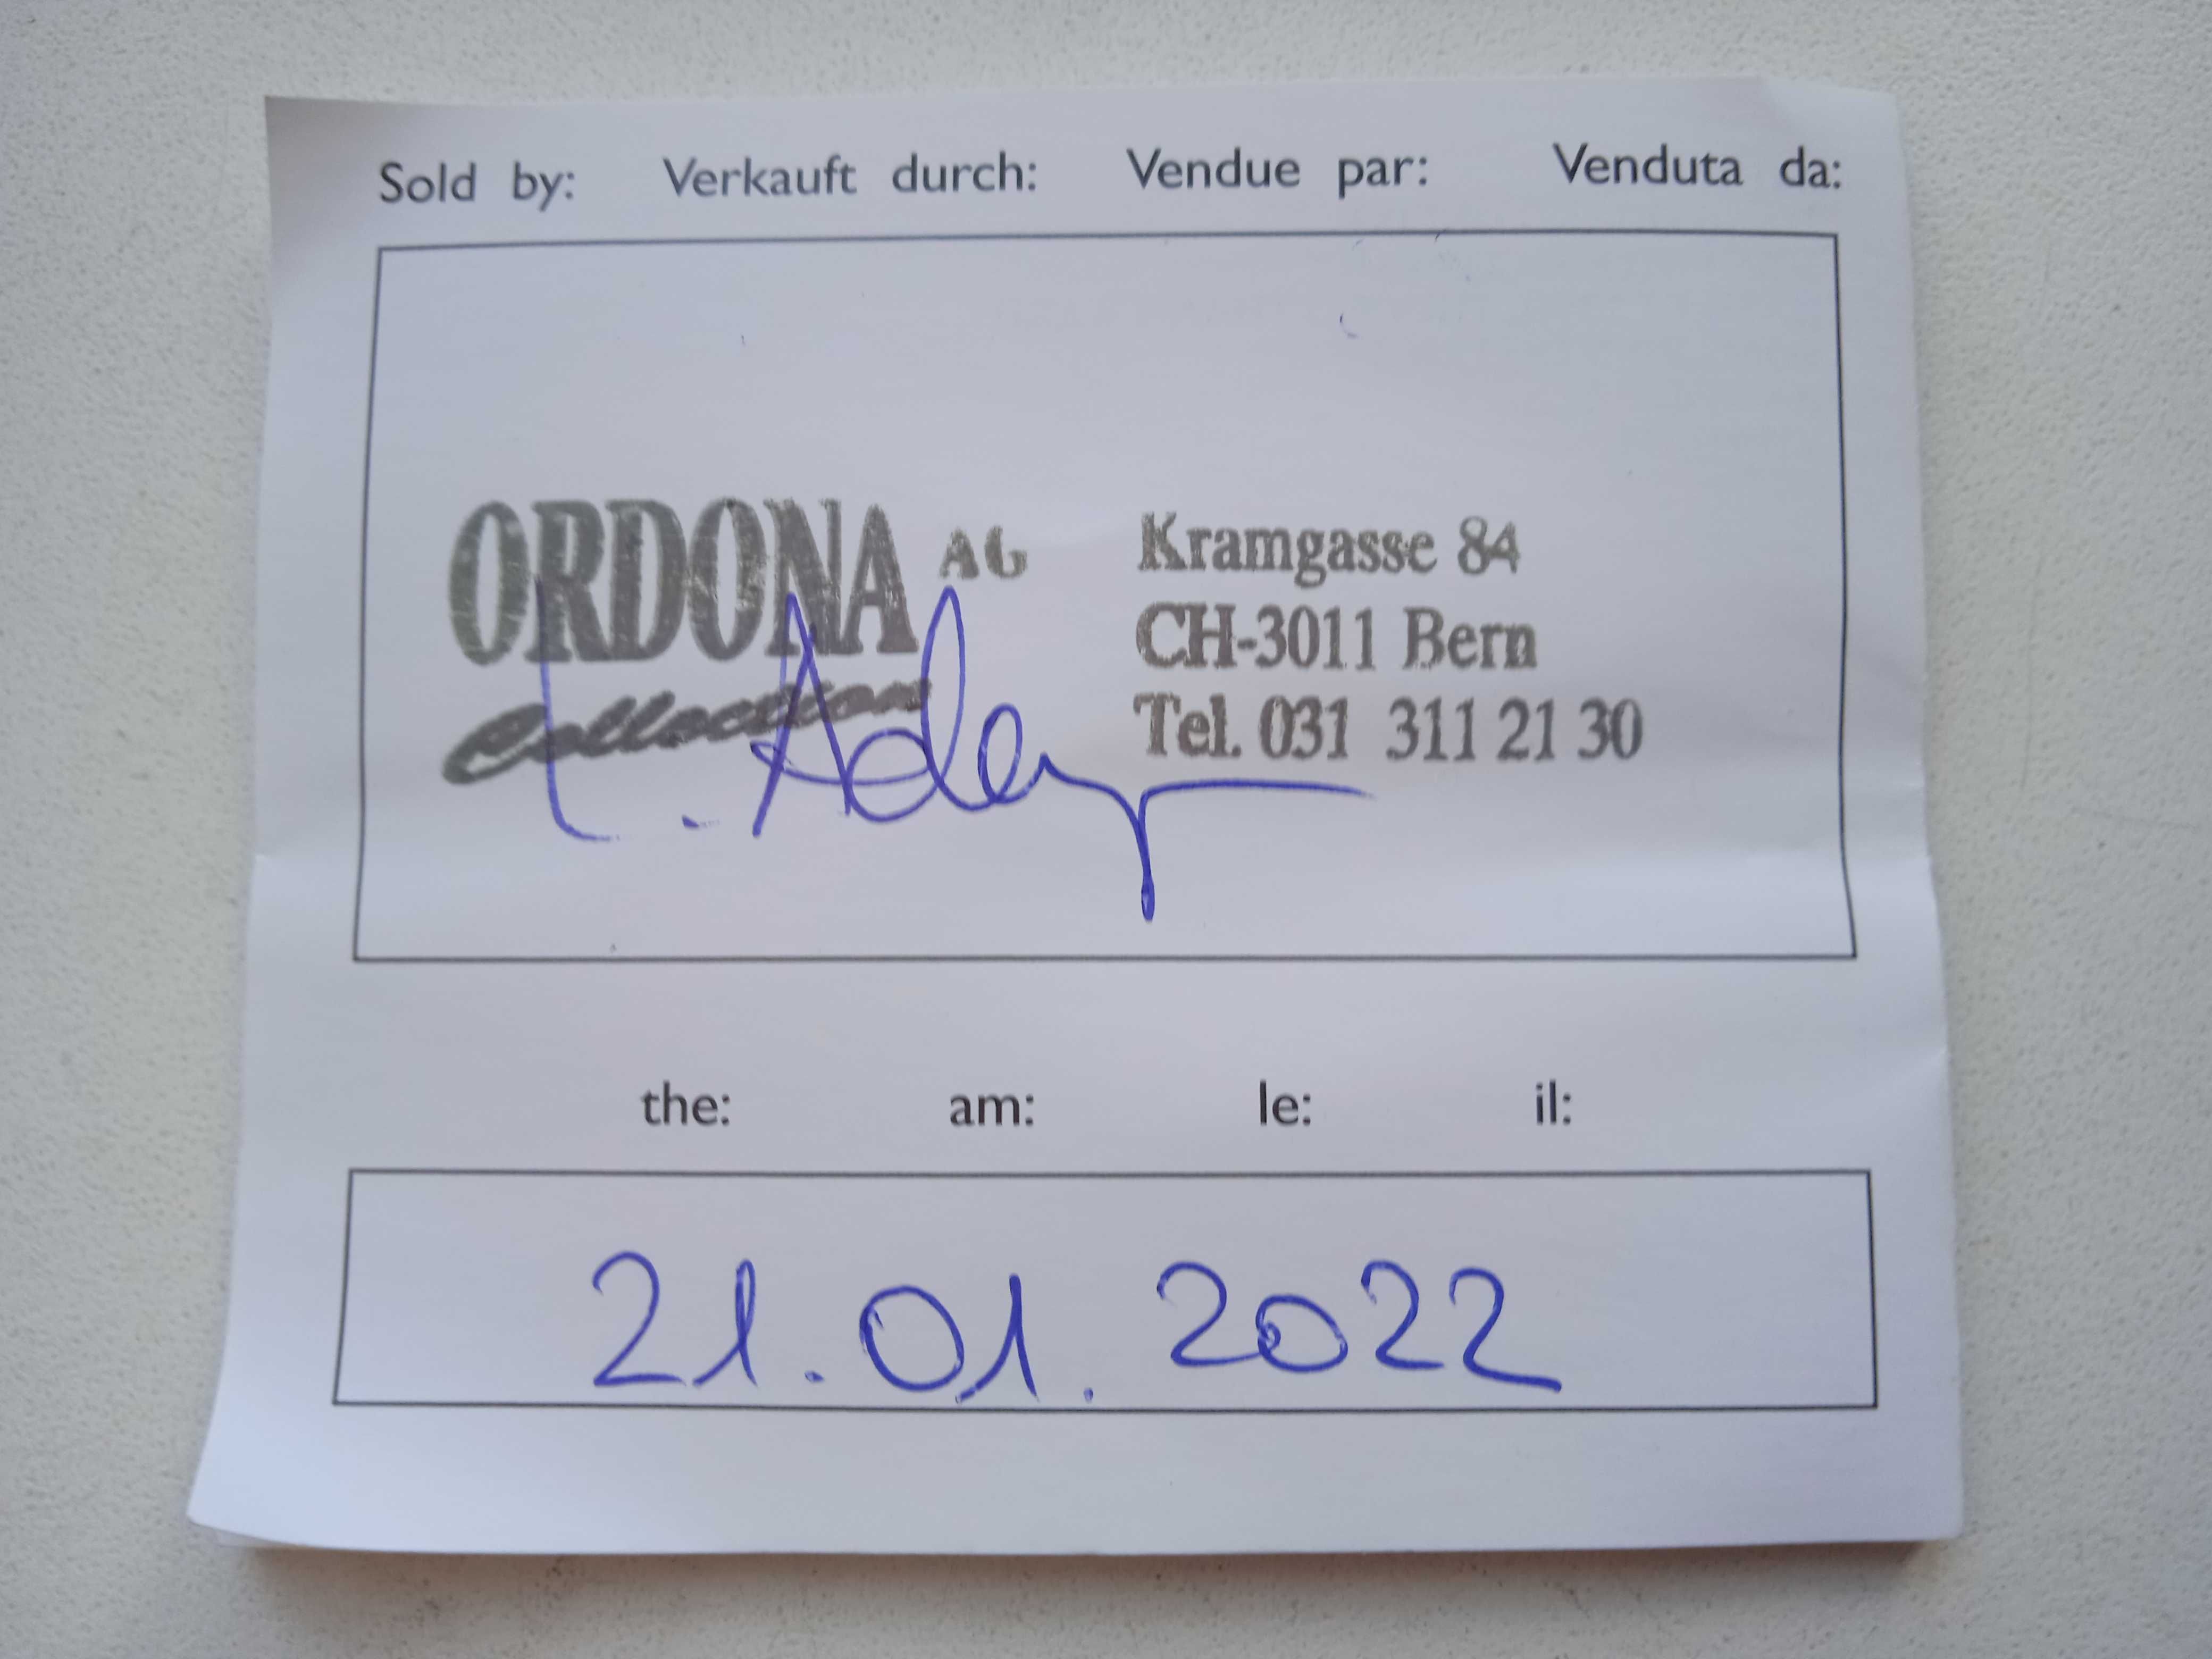 Sold by: Verkauft durch: Vendue par: Venduta da:
ORDONA AG
Collection
Kramgasse 84
CH-3011 Bern
Tel. 031 311 21 30
the: am: le: il:
21.01.2022